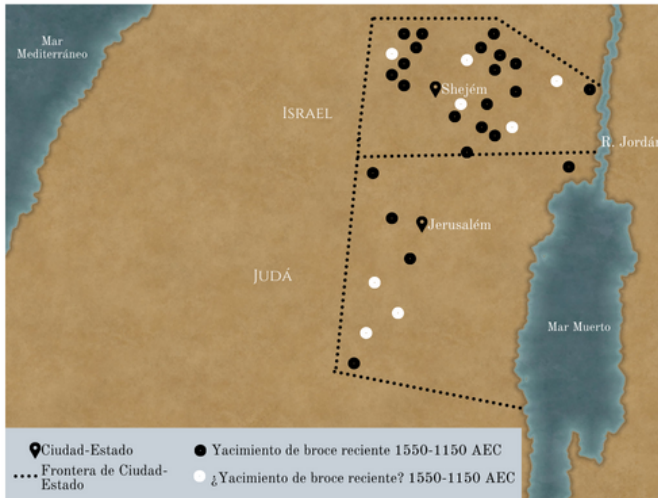 Mar
Mediterráneo
Shejém
ISRAEL
R. Jordán
Jerusalém
JUDÁ
Mar Muerto
Ciudad-Estado
Yacimiento de broce reciente 1550-1150 AEC
Frontera de Ciudad-
Estado
¿Yacimiento de broce reciente? 1550-1150 AEC